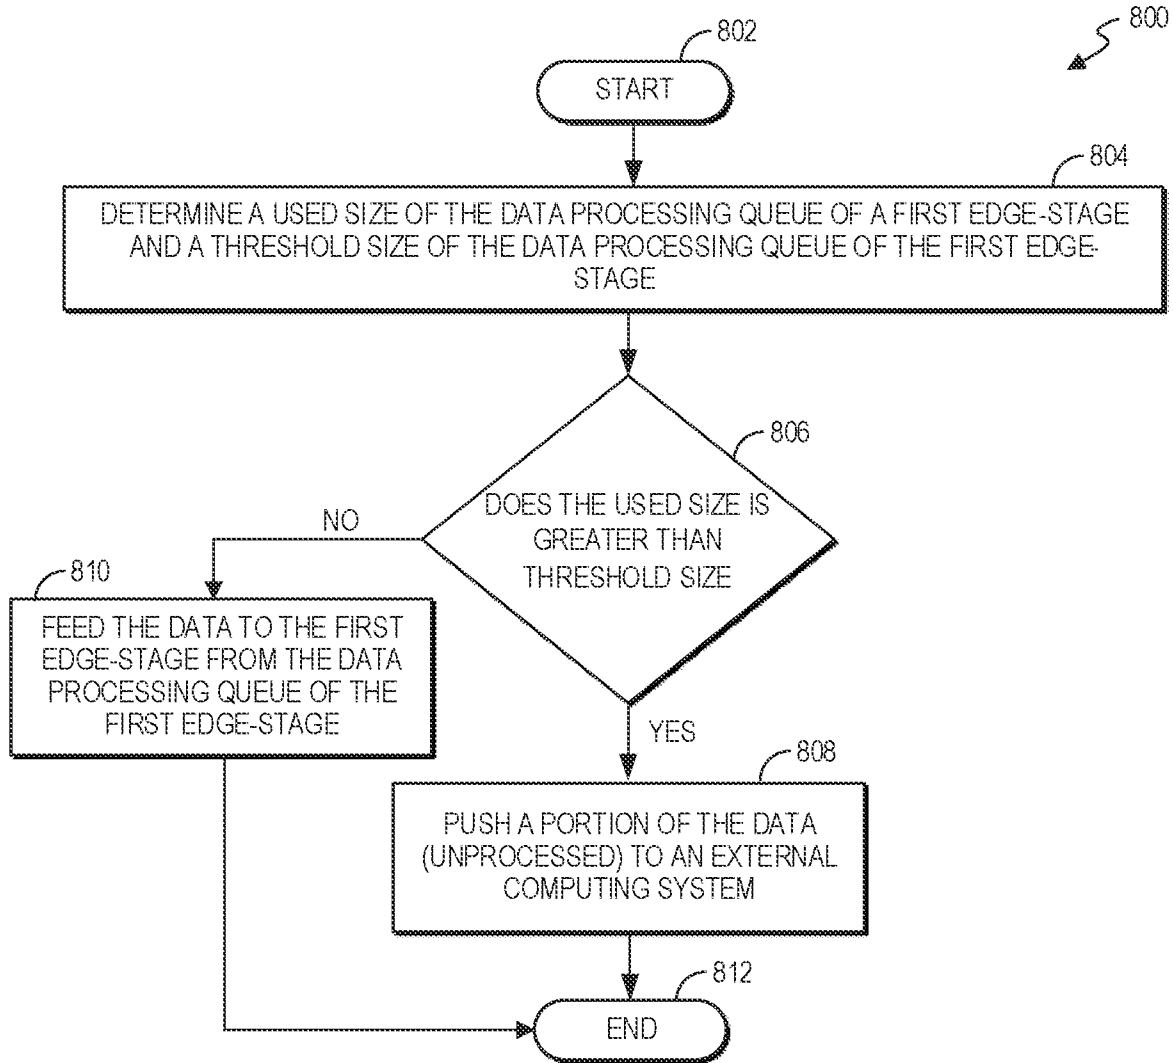 800
802
START
804
DETERMINE A USED SIZE OF THE DATA PROCESSING QUEUE OF A FIRST EDGE-STAGE
AND A THRESHOLD SIZE OF THE DATA PROCESSING QUEUE OF THE FIRST EDGE-
STAGE
806
DOES THE USED SIZE IS
GREATER THAN
THRESHOLD SIZE
NO
810
FEED THE DATA TO THE FIRST
EDGE-STAGE FROM THE DATA
PROCESSING QUEUE OF THE
FIRST EDGE-STAGE
YES
808
PUSH A PORTION OF THE DATA
(UNPROCESSED) TO AN EXTERNAL
COMPUTING SYSTEM
812
END